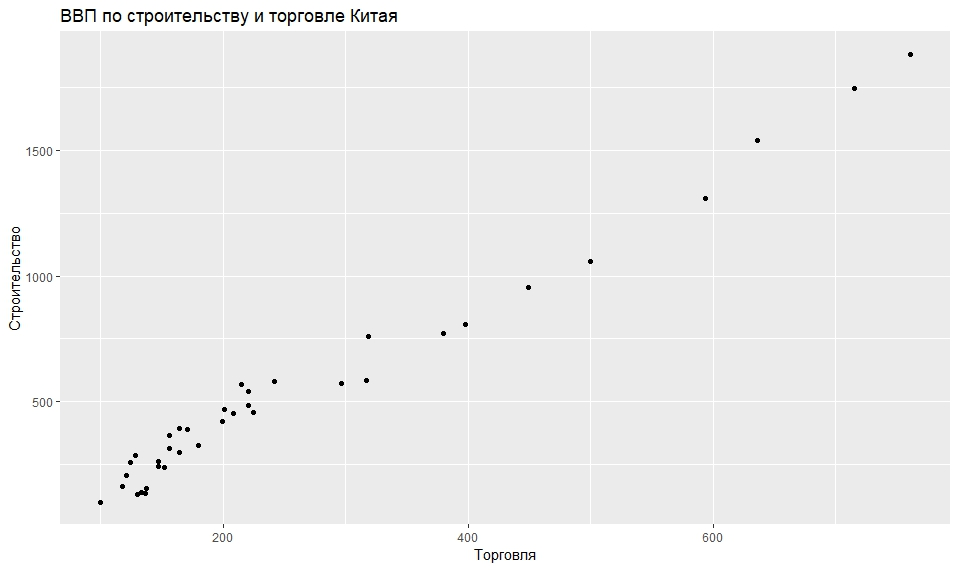 ВВП по строительству и торговле Китая
Строительство
1500
1000
500
200 400 600
Торговля